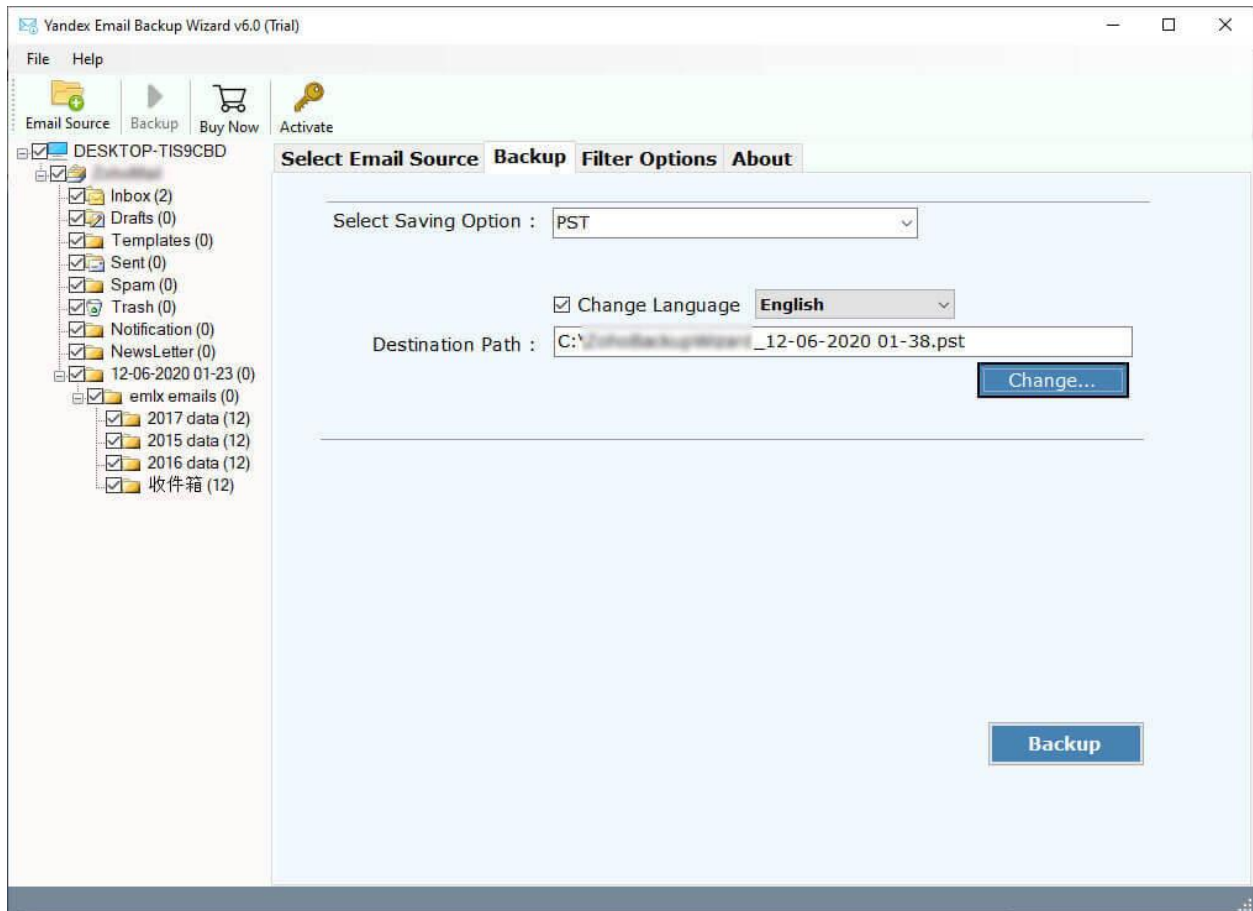 Yandex Email Backup Wizard v6.0 (Trial)
File Help
Email Source Backup Buy Now Activate
DESKTOP-TIS9CBD
Inbox (2)
Drafts (0)
Templates (0)
Sent (0)
Spam (0)
Trash (0)
Notification (0)
NewsLetter (0)
12-06-2020 01-23 (0)
emlx emails (0)
2017 data (12)
2015 data (12)
2016 data (12)
收件箱 (12)
Select Email Source Backup Filter Options About
Select Saving Option : PST
Change Language English
Destination Path : C:\ _12-06-2020 01-38.pst
Change...
Backup